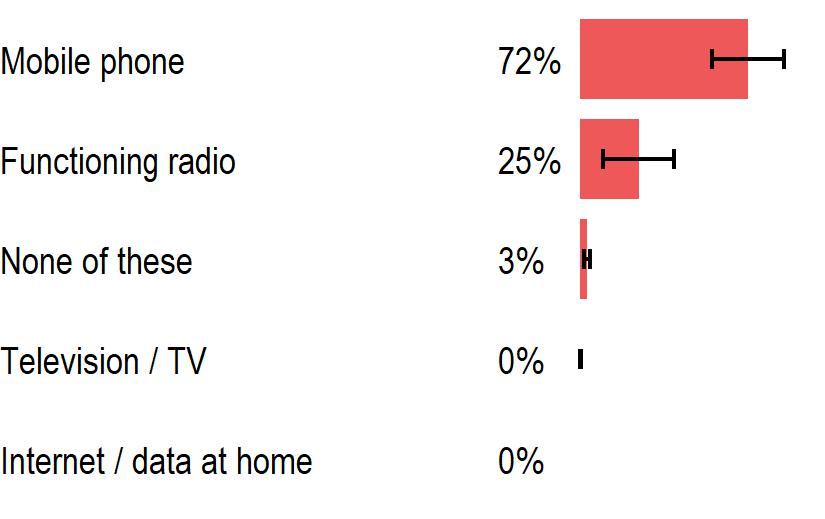 Mobile phone 72%
Functioning radio 25%
None of these 3%
Television / TV 0%
Internet / data at home 0%